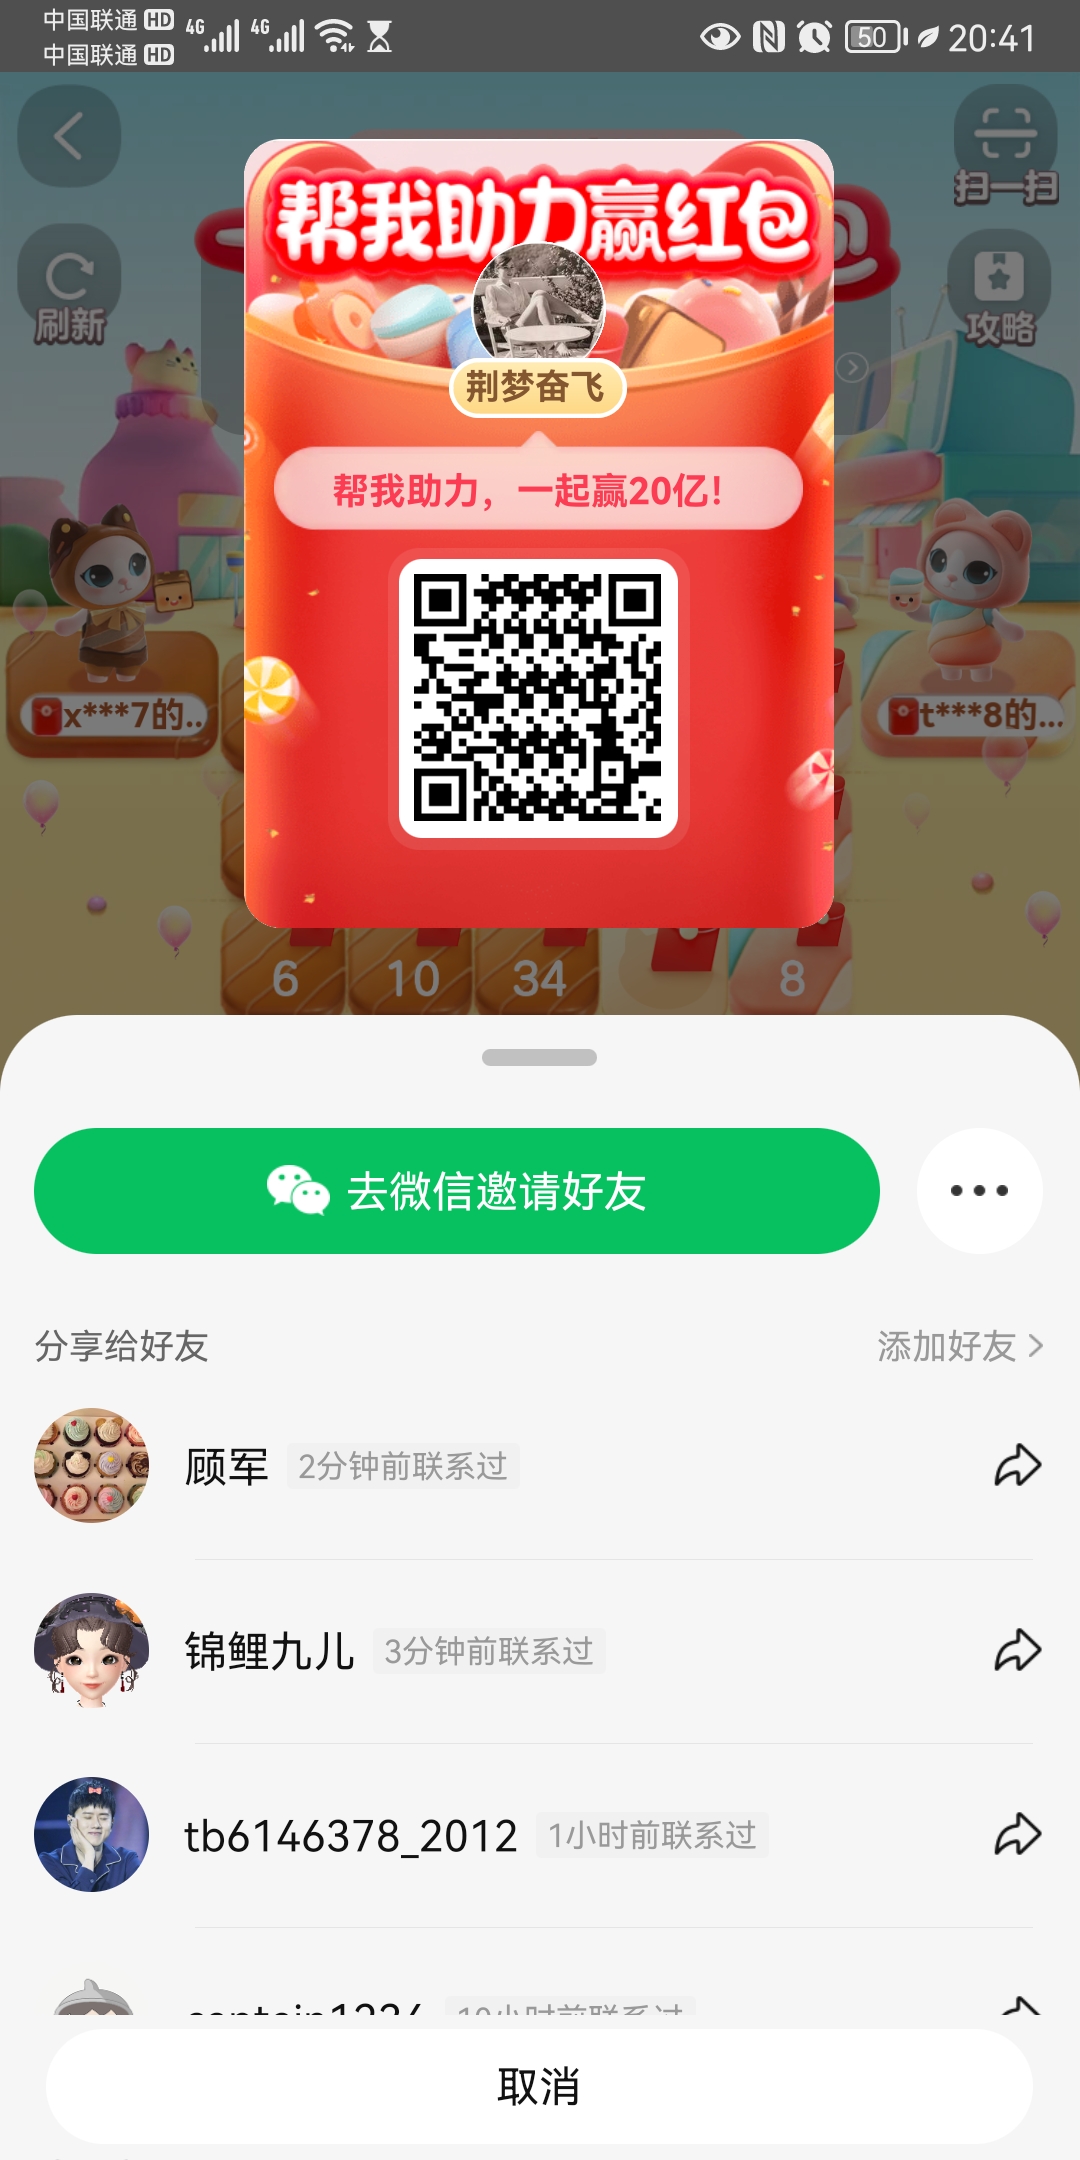 中国联通 HD 4G 4G 50 20:41
中国联通 HD
扫一扫
刷新
攻略
帮我助力赢红包
荆梦奋飞
帮我助力，一起赢20亿！
x***7的..
t***8的...
6 10 34 8
去微信邀请好友
分享给好友 添加好友
顾军 2分钟前联系过
锦鲤九儿 3分钟前联系过
tb6146378_2012 1小时前联系过
取消